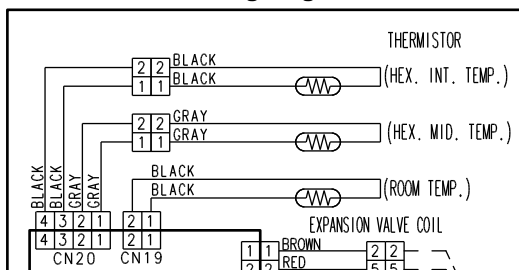 THERMISTOR
2 2 BLACK
1 1 BLACK
(HEX. INT. TEMP.)
2 2 GRAY
1 1 GRAY
(HEX. MID. TEMP.)
BLACK
BLACK
GRAY
GRAY
BLACK
BLACK
(ROOM TEMP.)
4 3 2 1 2 1
4 3 2 1 2 1
CN20 CN19
EXPANSION VALVE COIL
1 1 BROWN 2 2
2 2 RED 5 5